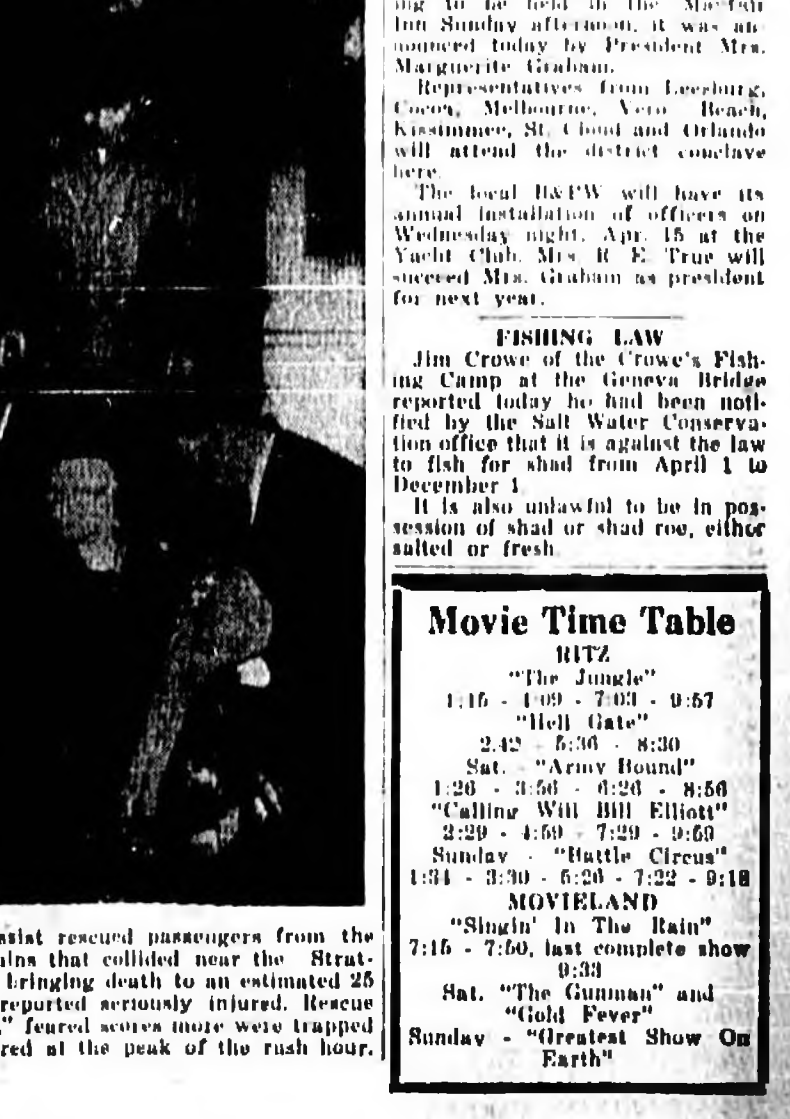 ing to be held in the Mayfair
Inn Sunday afternoon, it was an-
nounced today by President Mrs.
Marguerite Graham.
Representatives from Leesburg,
Cocoa, Melbourne, Vero Beach,
Kissimmee, St. Cloud and Orlando
will attend the district conclave
here.
The local B&PW will have its
annual installation of officers on
Wednesday night, Apr. 15 at the
Yacht Club. Mrs. R. E. True will
succeed Mrs. Graham as president
for next year.
FISHING LAW
Jim Crowe of the Crowe's Fish-
ing Camp at the Geneva Bridge
reported today he had been noti-
fied by the Salt Water Conserva-
tion office that it is against the law
to fish for shad from April 1 to
December 1
It is also unlawful to be in pos-
session of shad or shad roe, either
salted or fresh
Movie Time Table
RITZ
"The Jungle"
1:15 - 4:09 - 7:03 - 9:57
"Hell Gate"
2:42 - 5:36 - 8:30
Sat. - "Army Bound"
1:26 - 3:56 - 6:26 - 8:56
"Calling Will Bill Elliott"
2:29 - 4:59 - 7:29 - 9:59
Sunday - "Battle Circus"
1:34 - 3:30 - 5:26 - 7:22 - 9:18
MOVIELAND
"Singin' In The Rain"
7:15 - 7:50, last complete show
9:33
Sat. "The Gunman" and
"Gold Fever"
Sunday - "Greatest Show On
Earth"
ssist rescued passengers from the
ains that collided near the Strat-
bringing death to an estimated 25
reported seriously injured. Rescue
," feared scores more were trapped
red at the peak of the rush hour.